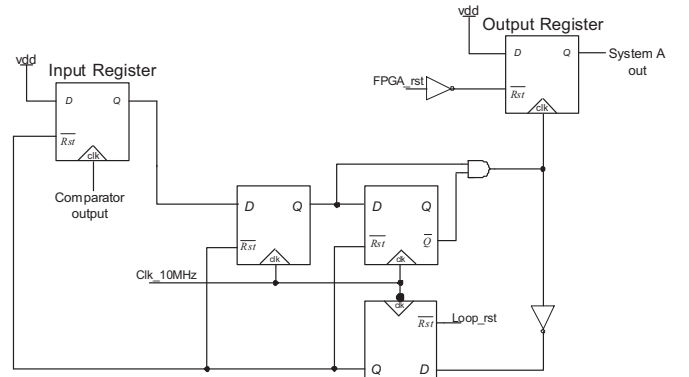 vdd
Output Register
D
Q
System A
out
FPGA_rst
Rst
clk
vdd
Input Register
D
Q
Rst
clk
Comparator
output
D
Q
Rst
clk
D
Q
Rst
Q
clk
Clk_10MHz
clk
Rst
Loop_rst
Q
D